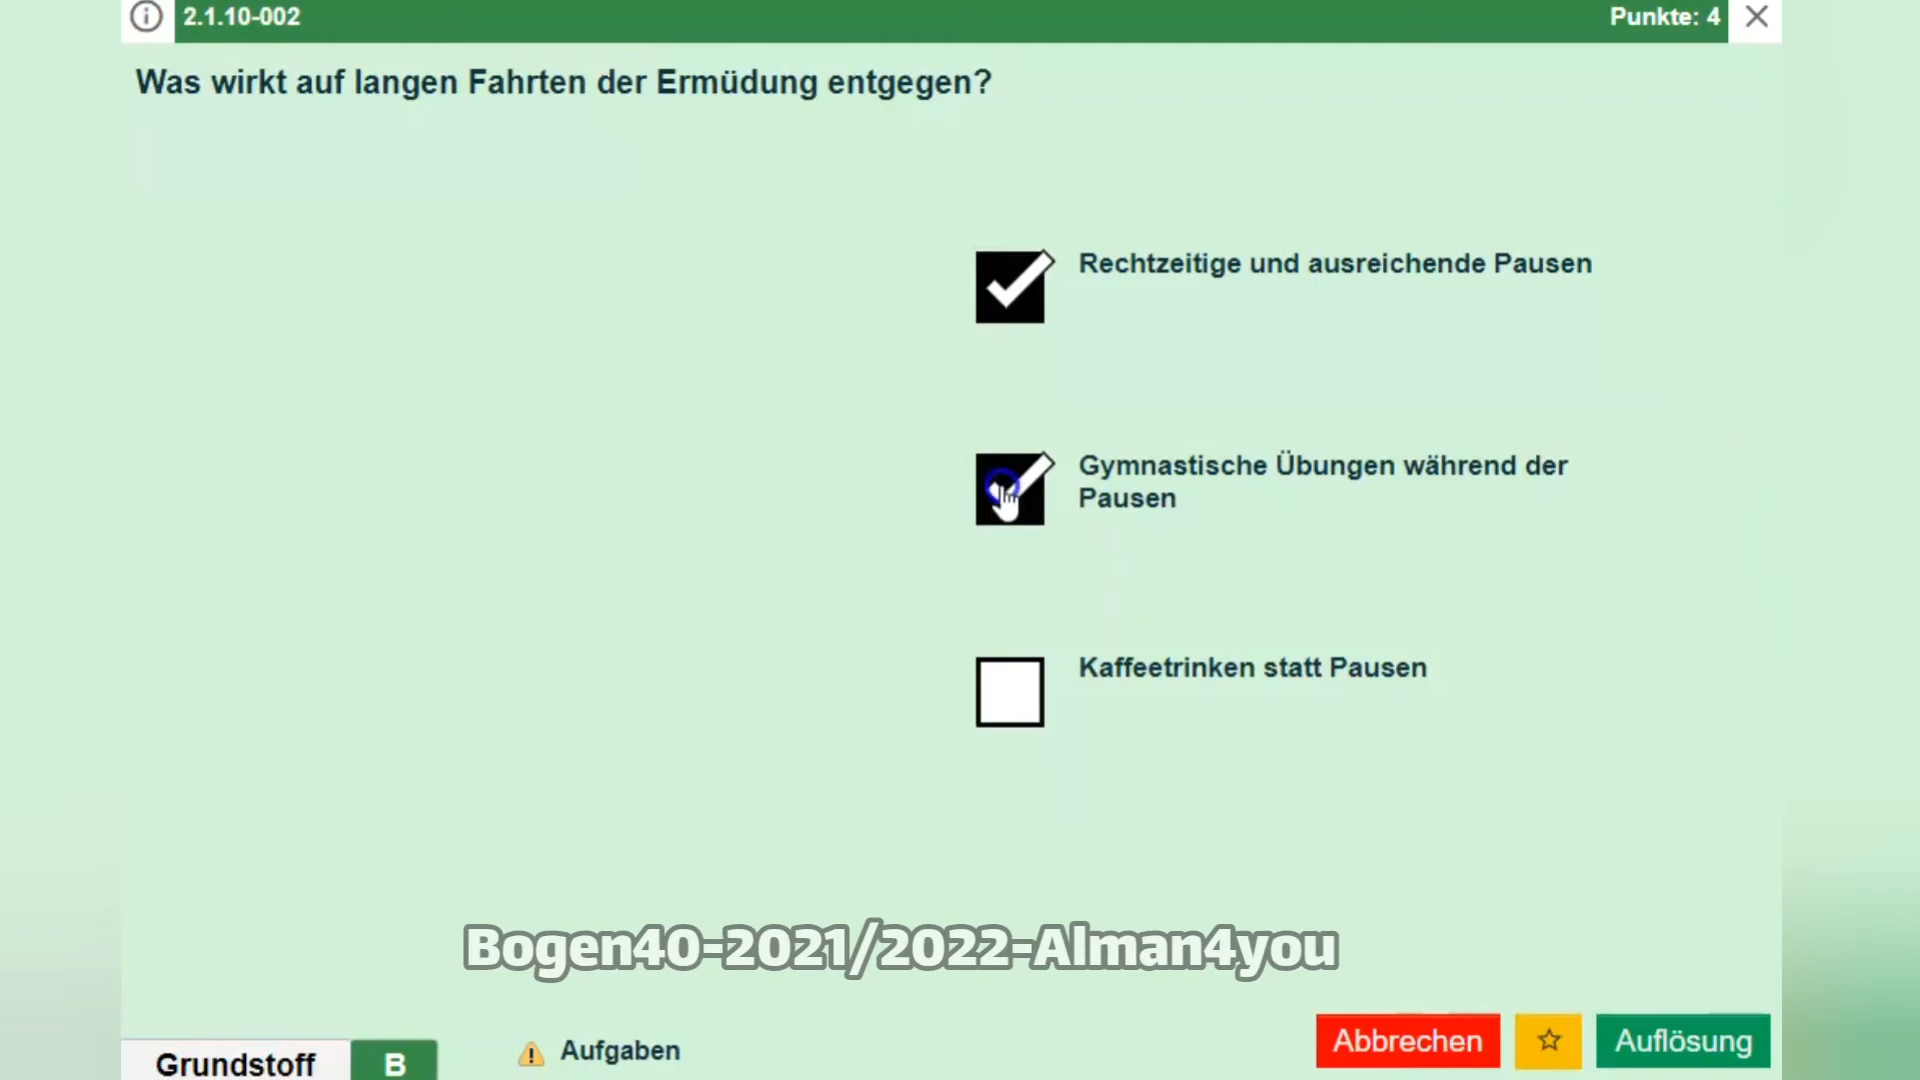 2.1.10-002
Punkte: 4
Was wirkt auf langen Fahrten der Ermüdung entgegen?
Rechtzeitige und ausreichende Pausen
Gymnastische Übungen während der
Pausen
Kaffeetrinken statt Pausen
Bogen40-2021/2022-Alman4you
Grundstoff
B
Aufgaben
Abbrechen
Auflösung